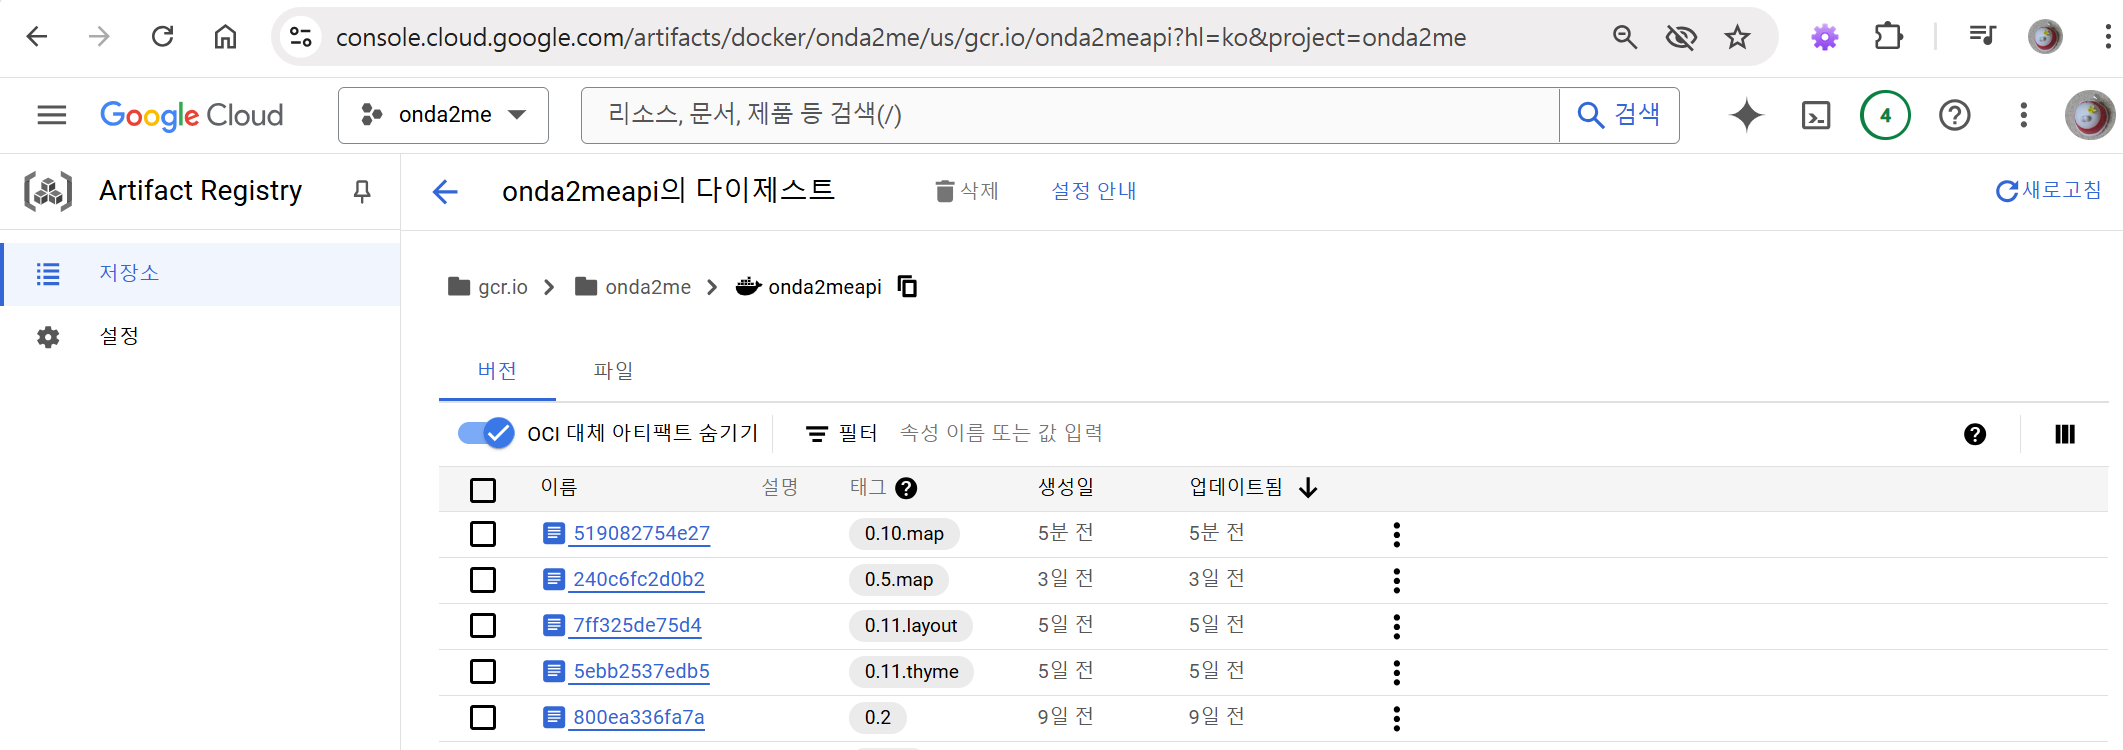 console.cloud.google.com/artifacts/docker/onda2me/us/gcr.io/onda2meapi?hl=ko&project=onda2me
Google Cloud onda2me 리소스, 문서, 제품 등 검색(/) 검색 4
Artifact Registry
저장소
설정
onda2meapi의 다이제스트 삭제 설정 안내 새로고침
gcr.io onda2me onda2meapi
버전 파일
OCI 대체 아티팩트 숨기기 필터 속성 이름 또는 값 입력
이름 설명 태그 생성일 업데이트됨
519082754e27 0.10.map 5분 전 5분 전
240c6fc2d0b2 0.5.map 3일 전 3일 전
7ff325de75d4 0.11.layout 5일 전 5일 전
5ebb2537edb5 0.11.thyme 5일 전 5일 전
800ea336fa7a 0.2 9일 전 9일 전